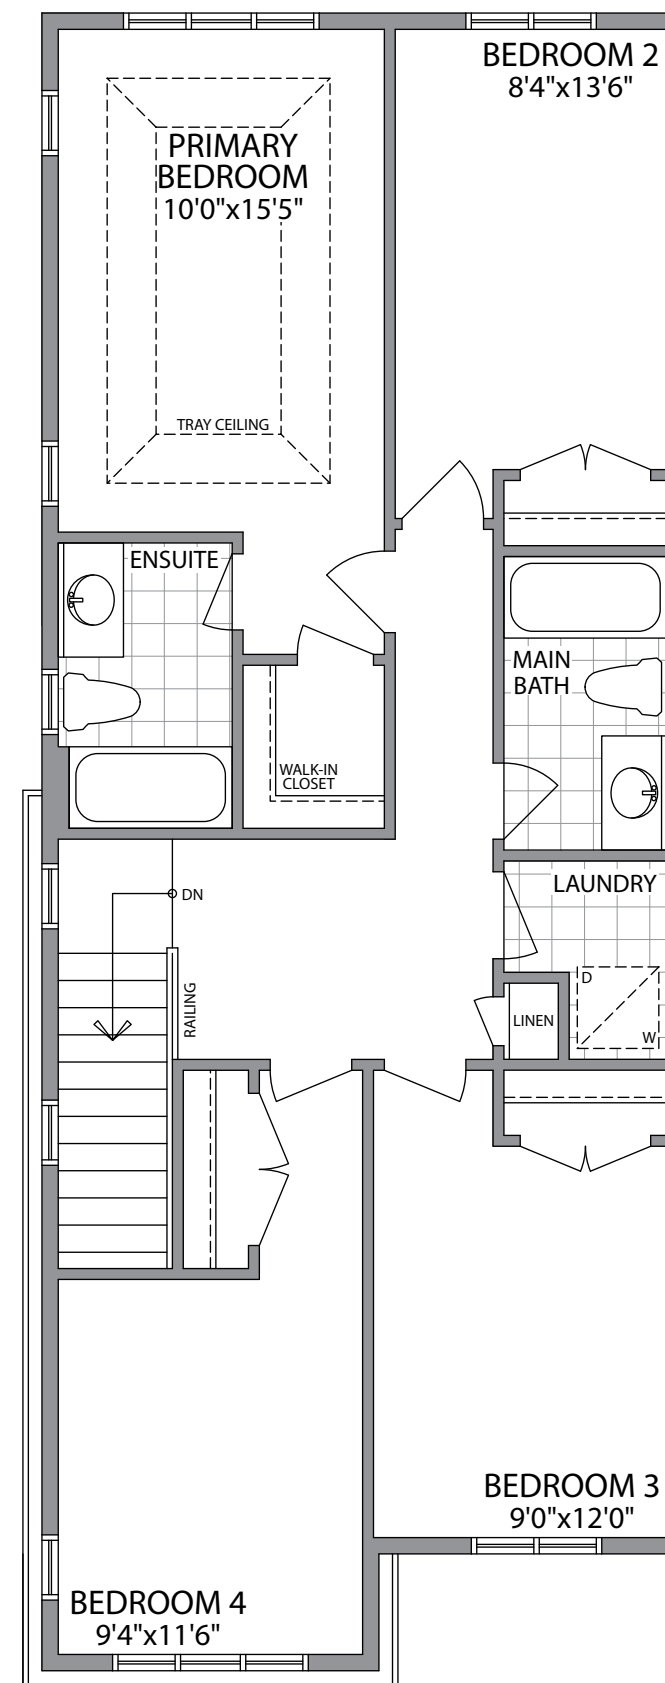 BEDROOM 2
8'4"x13'6"
PRIMARY
BEDROOM
10'0"x15'5"
TRAY CEILING
ENSUITE
MAIN
BATH
WALK-IN
CLOSET
LAUNDRY
DN
D
W
RAILING
LINEN
BEDROOM 3
9'0"x12'0"
BEDROOM 4
9'4"x11'6"